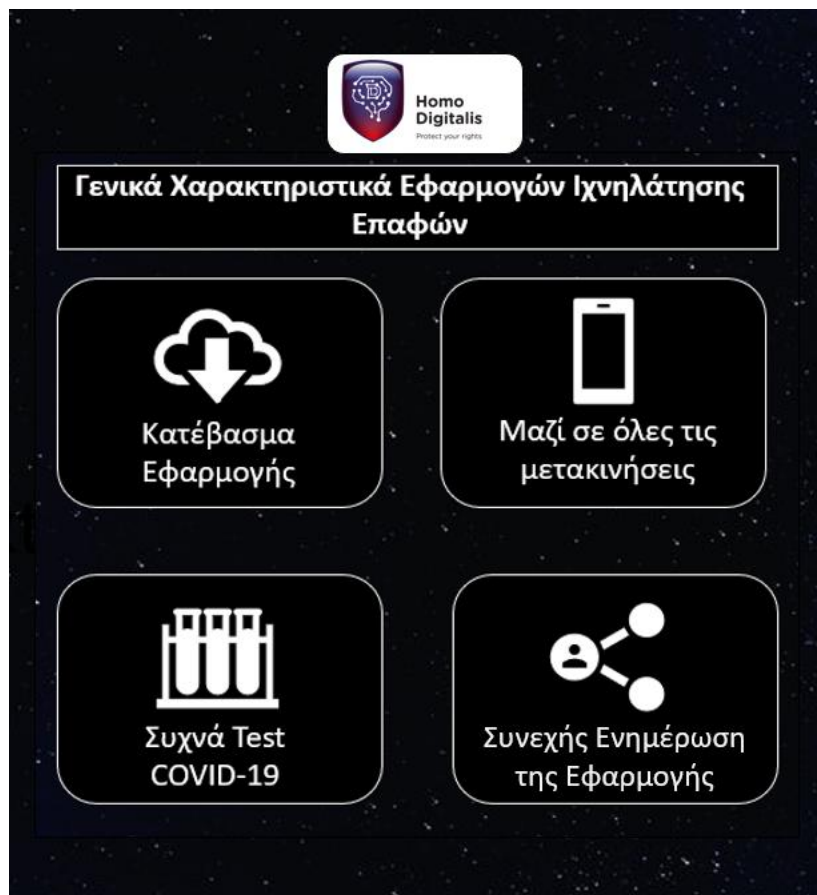 Homo
Digitalis
Protect your rights
Γενικά Χαρακτηριστικά Εφαρμογών Ιχνηλάτησης
Επαφών
Κατέβασμα
Εφαρμογής
Μαζί σε όλες τις
μετακινήσεις
Συχνά Test
COVID-19
Συνεχής Ενημέρωση
της Εφαρμογής